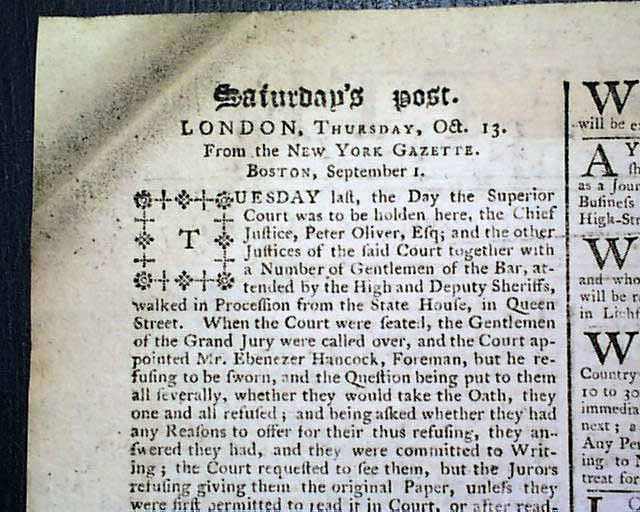 Saturday's post.
LONDON, THURSDAY, Oct. 13.
From the NEW YORK GAZETTE.
BOSTON, September 1.
TUESDAY laſt, the Day the Superior
Court was to be holden here, the Chief
Juſtice, Peter Oliver, Eſq; and the other
Juſtices of the ſaid Court together with
a Number of Gentlemen of the Bar, at-
tended by the High and Deputy Sheriffs,
walked in Proceſſion from the State Houſe, in Queen
Street. When the Court were ſeated, the Gentlemen
of the Grand Jury were called over, and the Court ap-
pointed Mr. Ebenezer Hancock, Foreman, but he re-
fuſing to be ſworn, and the Queſtion being put to them
all ſeverally, whether they would take the Oath, they
one and all refuſed; and being aſked whether they had
any Reaſons to offer for their thus refuſing, they an-
ſwered they had, and they were committed to Writ-
ing; the Court requeſted to ſee them, but the Jurors
refuſing giving them the original Paper, unleſs they
were firſt permitted to read it in Court, or after read-
W
will be e
A Y
ſh
as a Jour
Buſineſs
High-Str
W
and who
will be r
in Lichf
W
Country
10 to 30
immedi
next; a
Any Per
ing to M
treat for